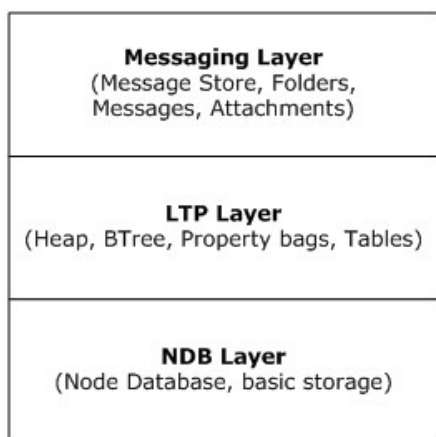 Messaging Layer
(Message Store, Folders,
Messages, Attachments)
LTP Layer
(Heap, BTree, Property bags, Tables)
NDB Layer
(Node Database, basic storage)